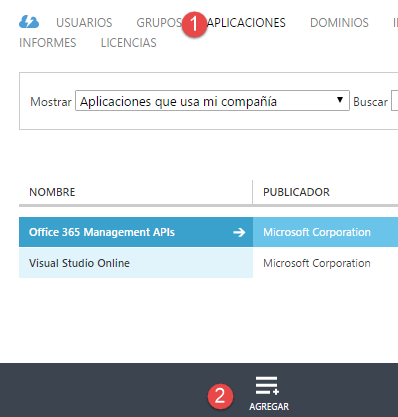 USUARIOS GRUPOS 1 APLICACIONES DOMINIOS
INFORMES LICENCIAS
Mostrar Aplicaciones que usa mi compañía Buscar
NOMBRE PUBLICADOR
Office 365 Management APIs Microsoft Corporation
Visual Studio Online Microsoft Corporation
2
AGREGAR